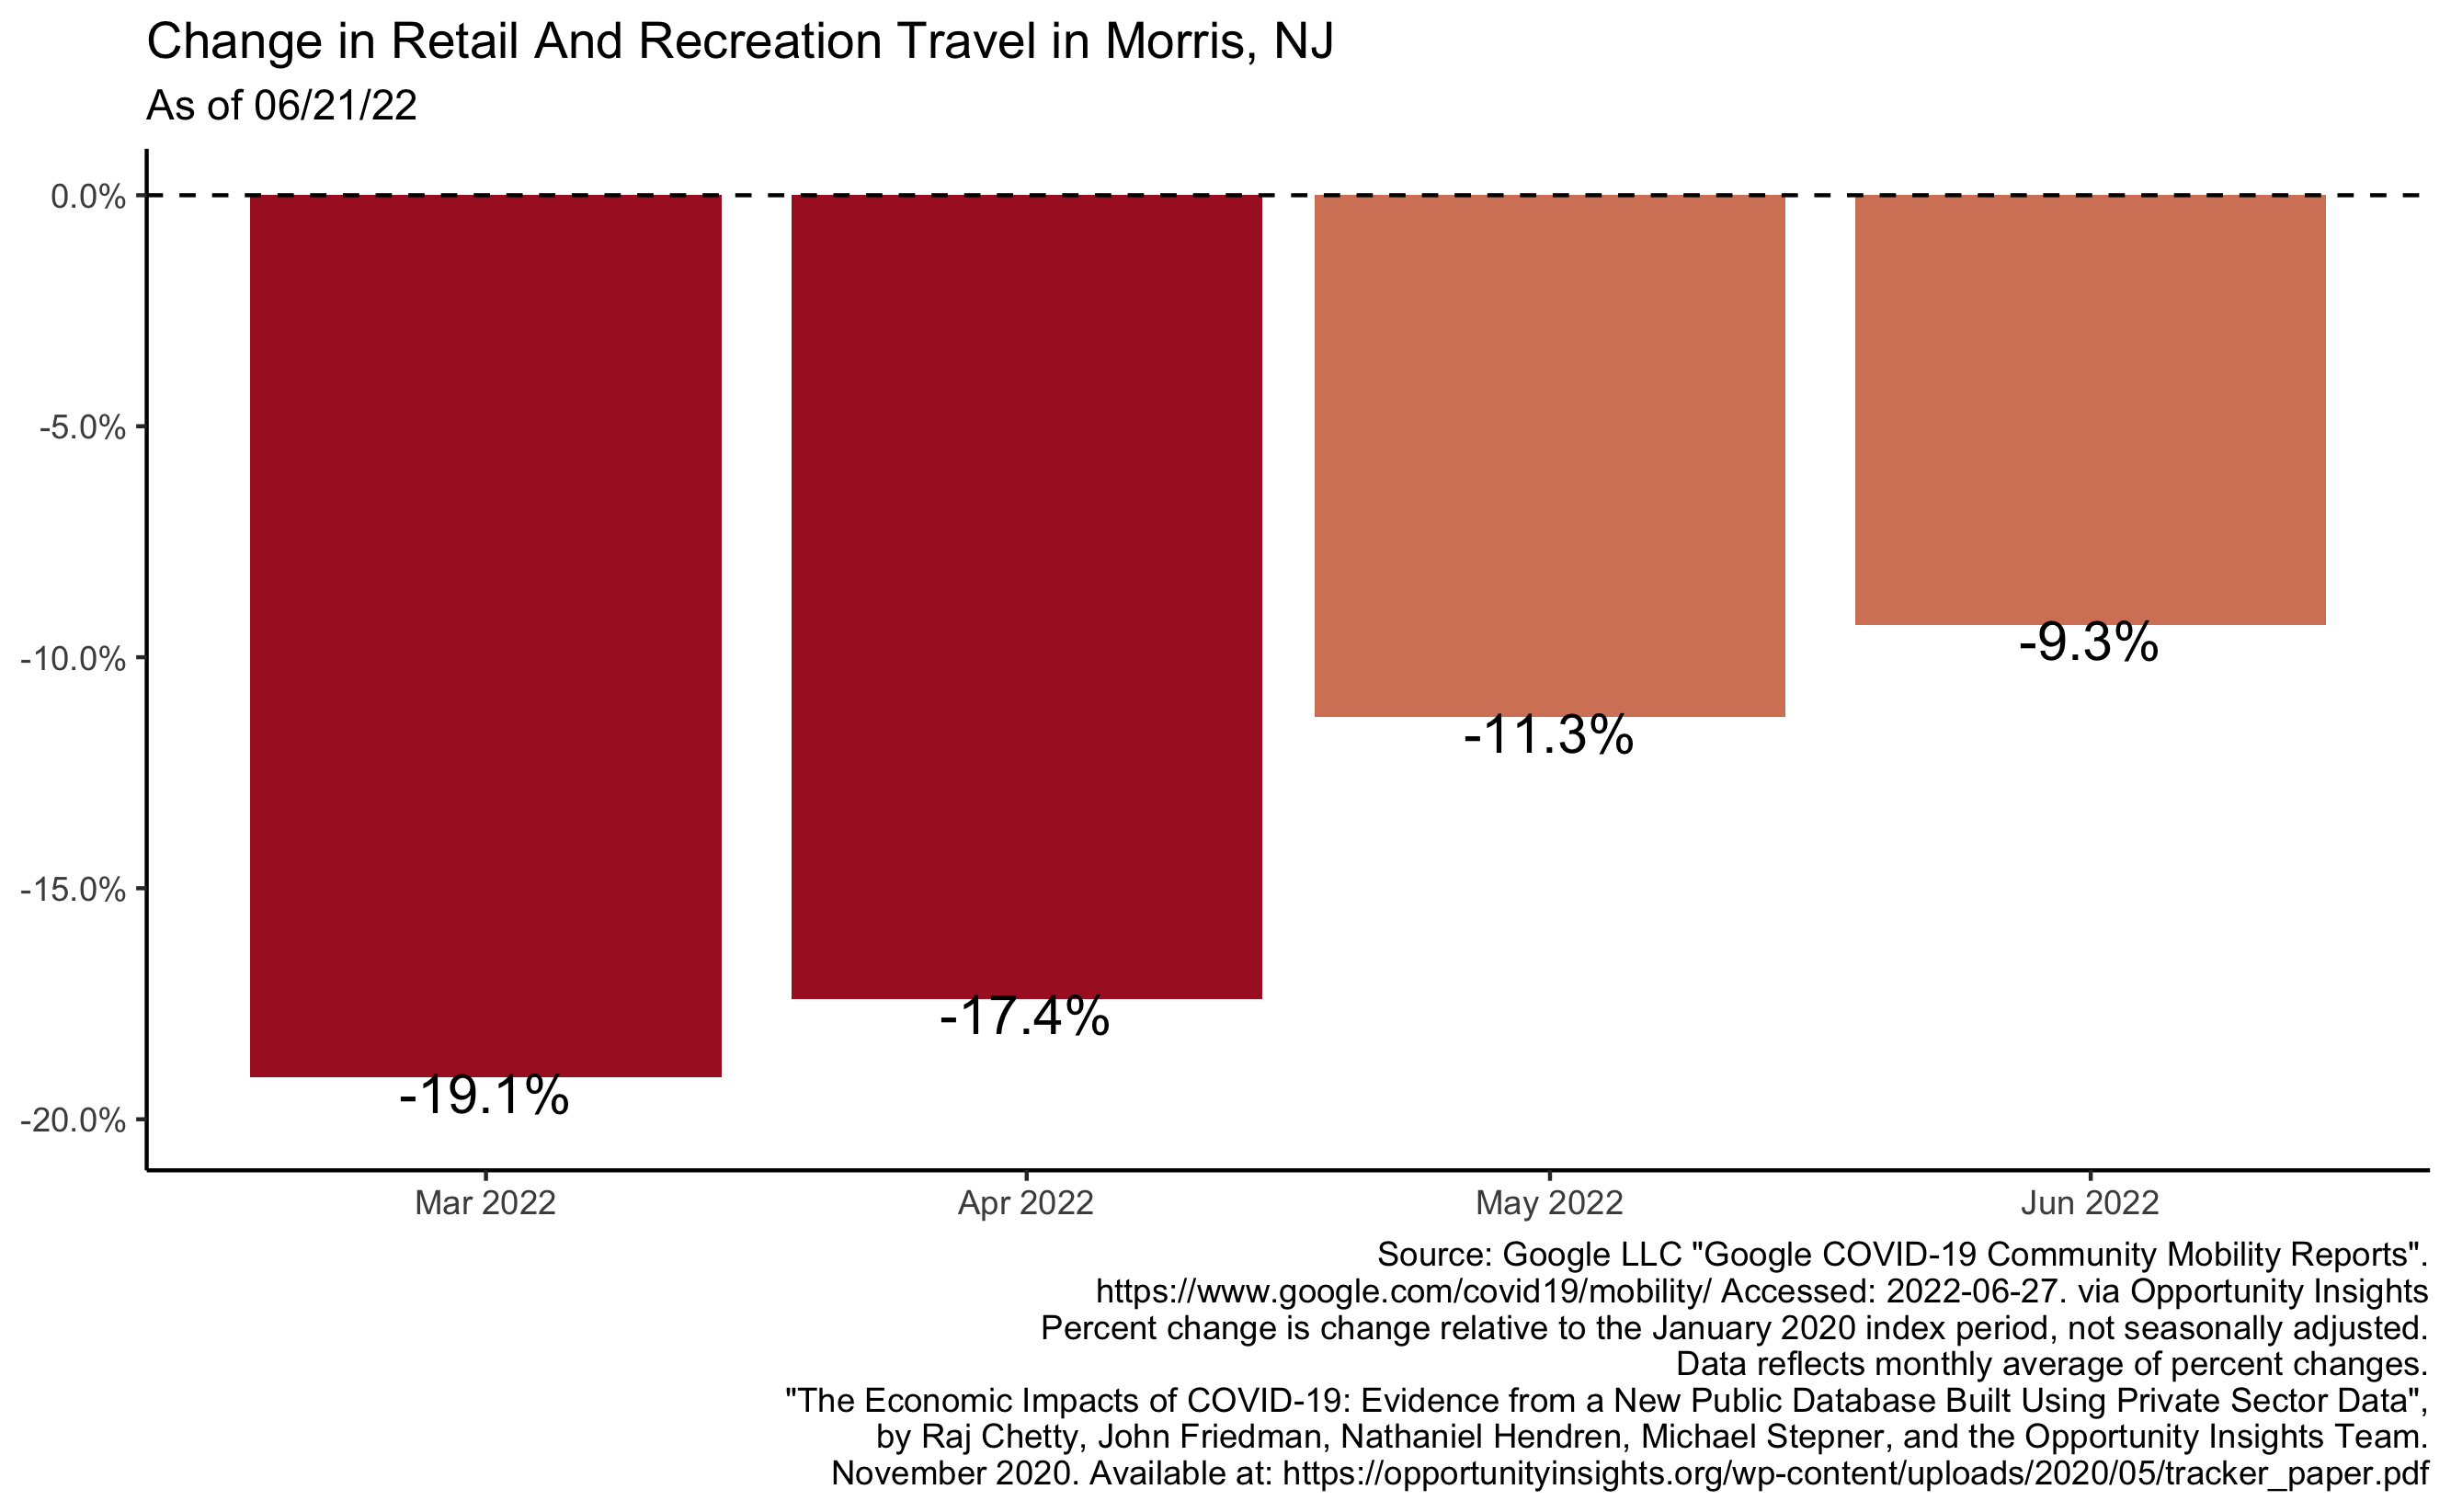 Change in Retail And Recreation Travel in Morris, NJ
As of 06/21/22
0.0%
-5.0%
-10.0%
-15.0%
-20.0%
-19.1%
-17.4%
-11.3%
-9.3%
Mar 2022
Apr 2022
May 2022
Jun 2022
Source: Google LLC "Google COVID-19 Community Mobility Reports".
https://www.google.com/covid19/mobility/ Accessed: 2022-06-27. via Opportunity Insights
Percent change is change relative to the January 2020 index period, not seasonally adjusted.
Data reflects monthly average of percent changes.
"The Economic Impacts of COVID-19: Evidence from a New Public Database Built Using Private Sector Data",
by Raj Chetty, John Friedman, Nathaniel Hendren, Michael Stepner, and the Opportunity Insights Team.
November 2020. Available at: https://opportunityinsights.org/wp-content/uploads/2020/05/tracker_paper.pdf